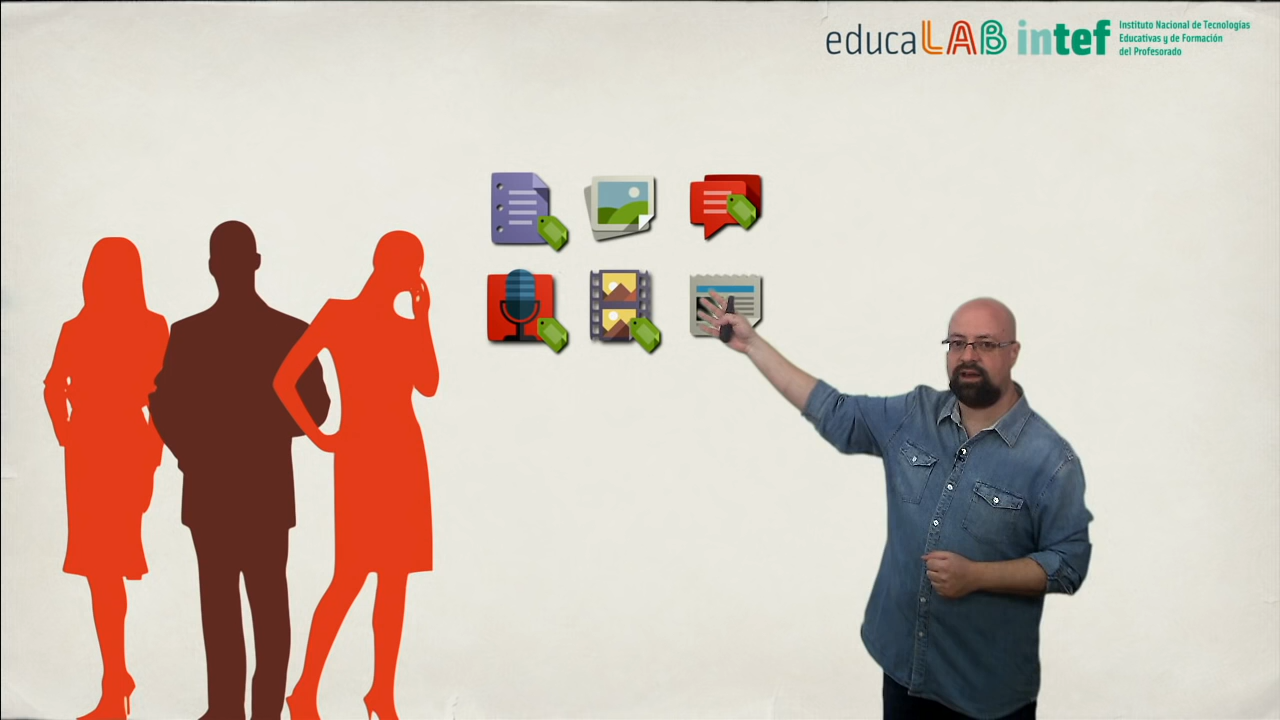 educaLAB intef
Instituto Nacional de Tecnologías
Educativas y de Formación
del Profesorado